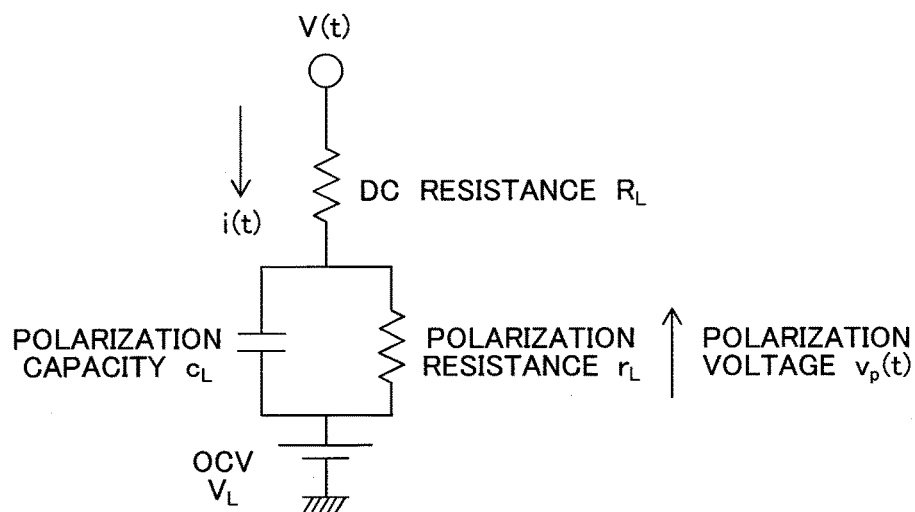 V(t)
DC RESISTANCE R_L
i(t)
POLARIZATION
CAPACITY c_L
POLARIZATION
RESISTANCE r_L
POLARIZATION
VOLTAGE v_p(t)
OCV
V_L